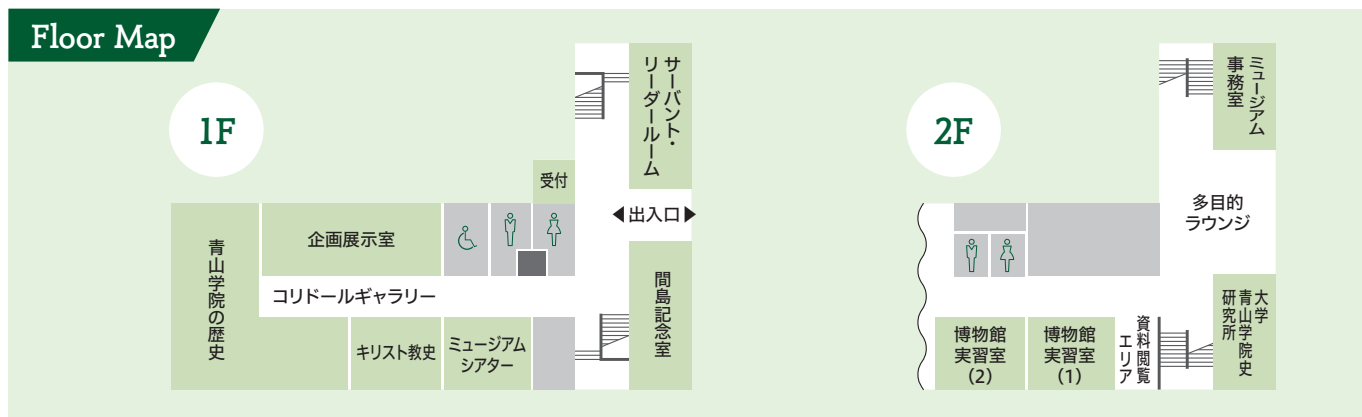 Floor Map
1F
サーバント・
リーダールーム
受付
◀出入口▶
企画展示室
青山学院の歴史
コリドールギャラリー
間島記念室
キリスト教史
ミュージアム
シアター
2F
ミュージアム
事務室
多目的
ラウンジ
大学
青山学院史
研究所
資料閲覧
エリア
博物館
実習室
(2)
博物館
実習室
(1)